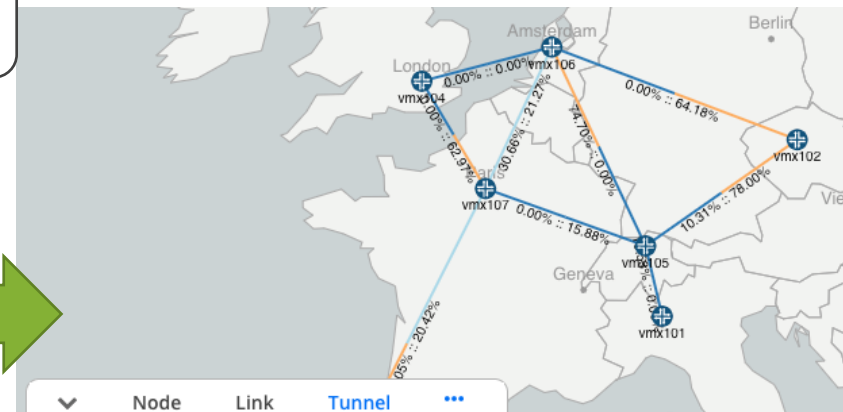 Amsterdam
Berlin
London
vmx106
0.00% :: 0.00%
vmx104
0.00% :: 64.18%
30.66% :: 21.27%
74.70% :: 0.00%
:: 62.97%
vmx102
vmx107
0.00% :: 15.88%
10.31% :: 78.00%
vmx105
Geneva
vmx101
:: 20.42%
Node Link Tunnel ...